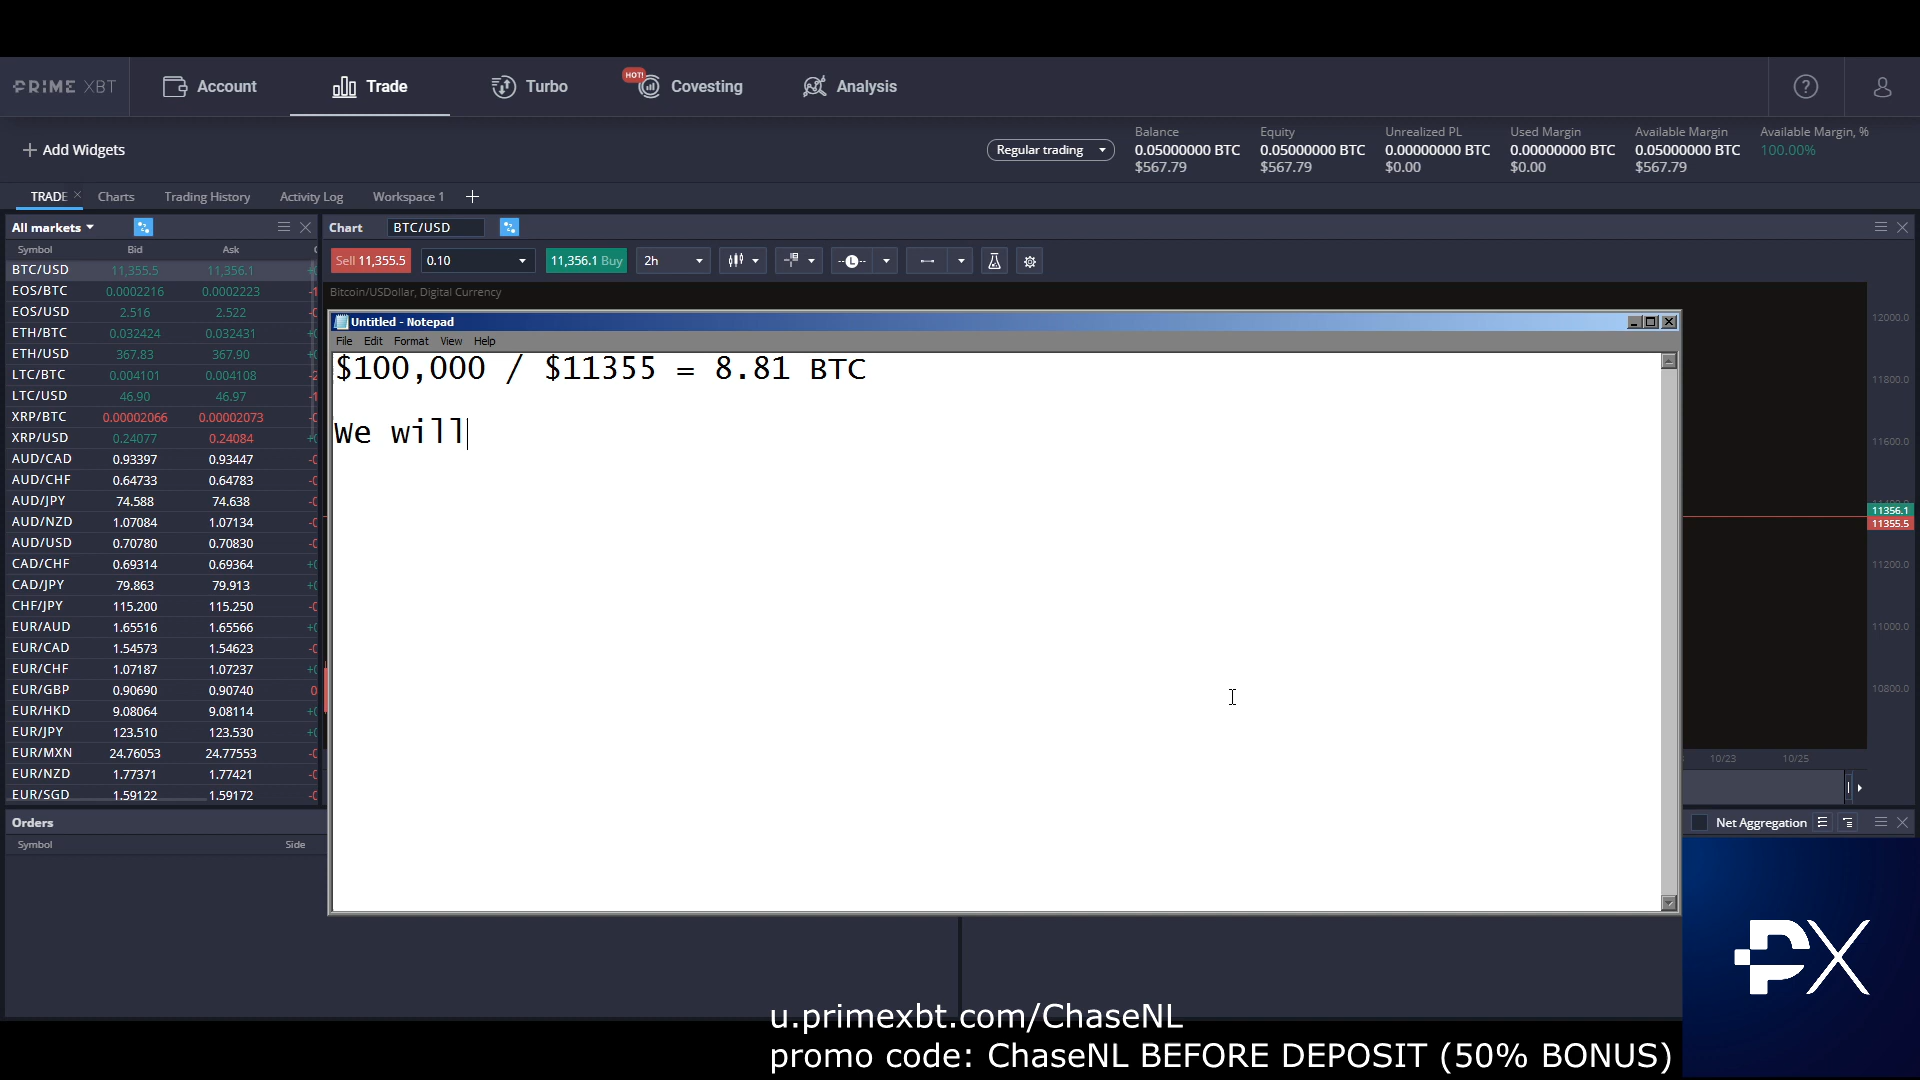 PRIME XBT
Account
Trade
Turbo
HOT!
Covesting
Analysis
Add Widgets
Regular trading
Balance
0.05000000 BTC
$567.79
Equity
0.05000000 BTC
$567.79
Unrealized PL
0.00000000 BTC
$0.00
Used Margin
0.00000000 BTC
$0.00
Available Margin
0.05000000 BTC
$567.79
Available Margin, %
100.00%
TRADE Charts Trading History Activity Log Workspace 1
All markets
Symbol Bid Ask
BTC/USD 11,355.5 11,356.1
EOS/BTC 0.0002216 0.0002223
EOS/USD 2.516 2.522
ETH/BTC 0.032424 0.032431
ETH/USD 367.83 367.90
LTC/BTC 0.004101 0.004108
LTC/USD 46.90 46.97
XRP/BTC 0.00002066 0.00002073
XRP/USD 0.24077 0.24084
AUD/CAD 0.93397 0.93447
AUD/CHF 0.64733 0.64783
AUD/JPY 74.588 74.638
AUD/NZD 1.07084 1.07134
AUD/USD 0.70780 0.70830
CAD/CHF 0.69314 0.69364
CAD/JPY 79.863 79.913
CHF/JPY 115.200 115.250
EUR/AUD 1.65516 1.65566
EUR/CAD 1.54573 1.54623
EUR/CHF 1.07187 1.07237
EUR/GBP 0.90690 0.90740
EUR/HKD 9.08064 9.08114
EUR/JPY 123.510 123.530
EUR/MXN 24.76053 24.77553
EUR/NZD 1.77371 1.77421
EUR/SGD 1.59122 1.59172
Chart BTC/USD
Sell 11,355.5 0.10 11,356.1 Buy 2h
Bitcoin/USDollar, Digital Currency
Untitled - Notepad
File Edit Format View Help
$100,000 / $11355 = 8.81 BTC
We will
12000.0
11800.0
11600.0
11356.1
11355.5
11200.0
11000.0
10800.0
10/23 10/25
Orders
Symbol Side
Net Aggregation
PX
u.primexbt.com/ChaseNL
promo code: ChaseNL BEFORE DEPOSIT (50% BONUS)